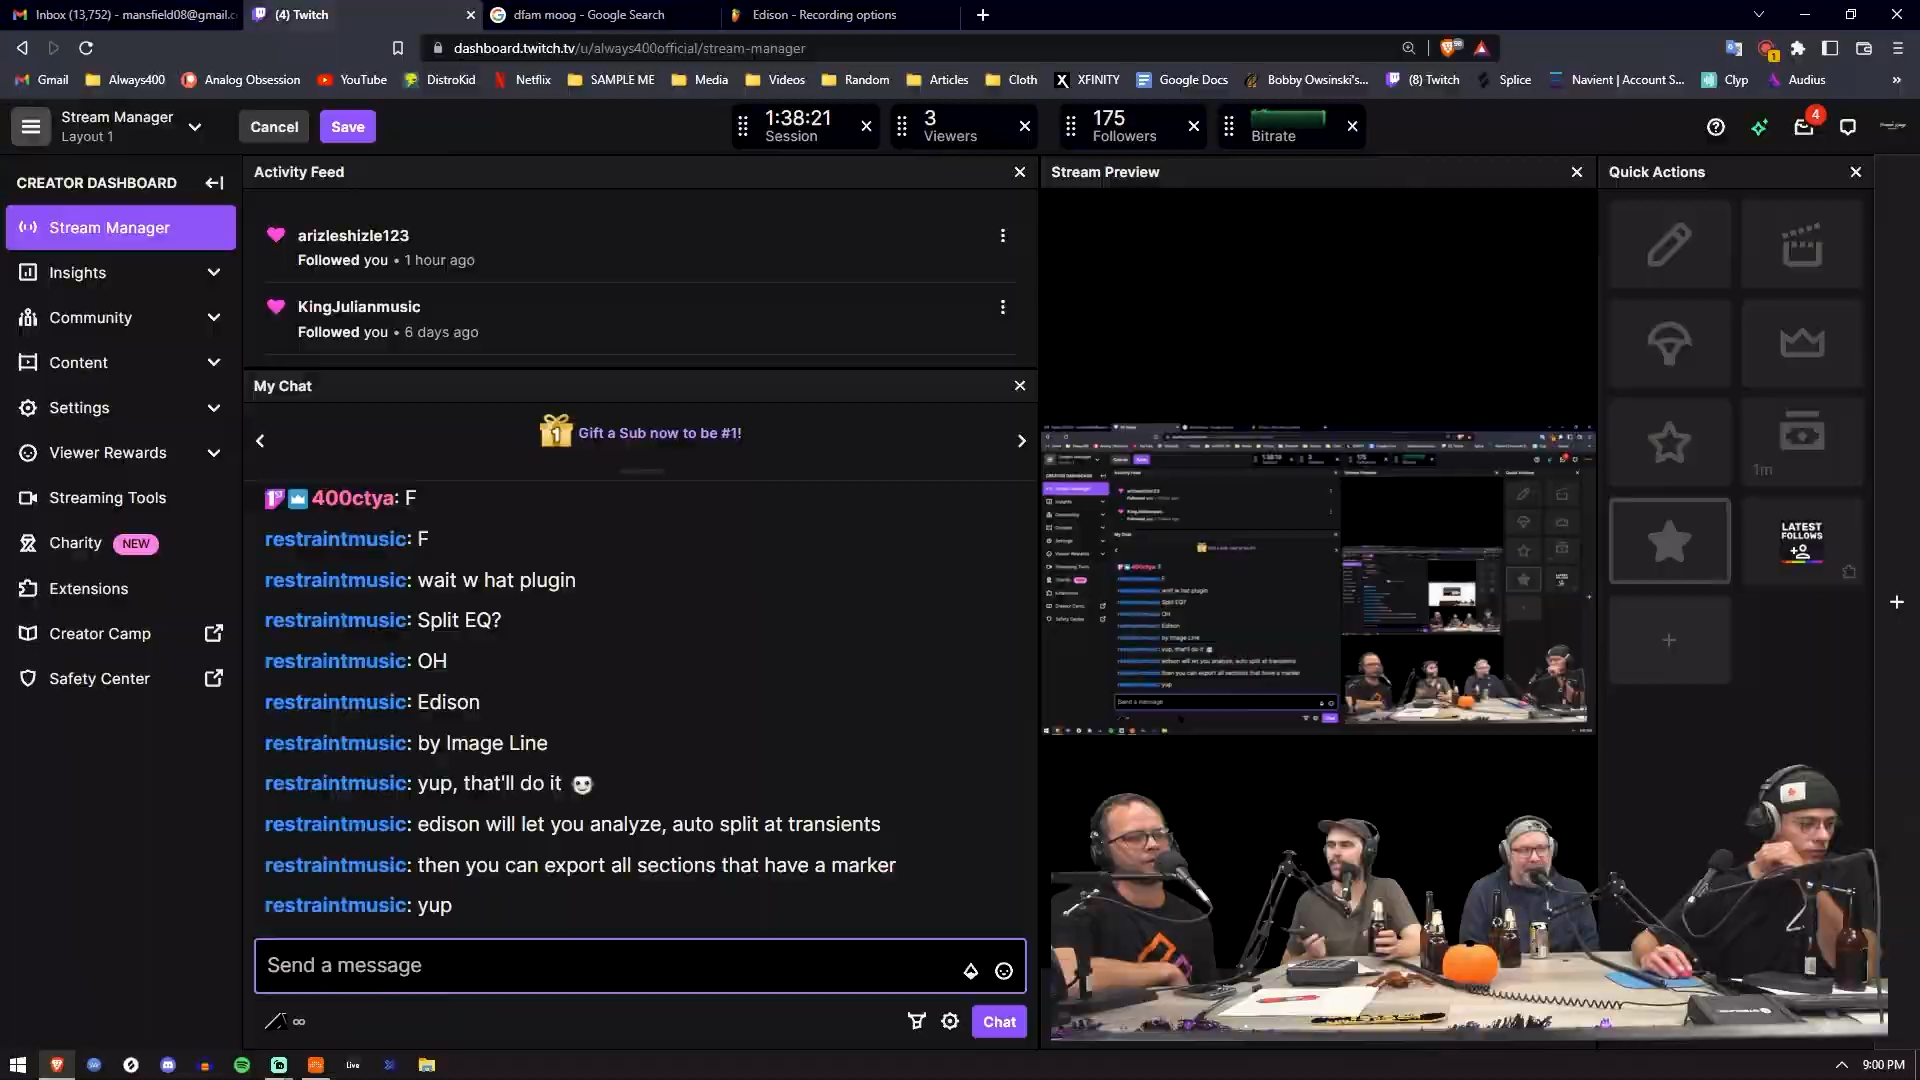 Inbox (13,752) - mansfield08@gmail.c
(4) Twitch
dfam moog - Google Search
Edison - Recording options
dashboard.twitch.tv/u/always400official/stream-manager
Gmail
Always400
Analog Obsession
YouTube
DistroKid
Netflix
SAMPLE ME
Media
Videos
Random
Articles
Cloth
XFINITY
Google Docs
Bobby Owsinski's...
(8) Twitch
Splice
Navient | Account S...
Clyp
Audius
Stream Manager
Layout 1
Cancel
Save
1:38:21
Session
3
Viewers
175
Followers
Bitrate
4
CREATOR DASHBOARD
Stream Manager
Insights
Community
Content
Settings
Viewer Rewards
Streaming Tools
Charity NEW
Extensions
Creator Camp
Safety Center
Activity Feed
arizleshizle123
Followed you • 1 hour ago
KingJulianmusic
Followed you • 6 days ago
My Chat
1 Gift a Sub now to be #1!
400ctya: F
restraintmusic: F
restraintmusic: wait w hat plugin
restraintmusic: Split EQ?
restraintmusic: OH
restraintmusic: Edison
restraintmusic: by Image Line
restraintmusic: yup, that'll do it
restraintmusic: edison will let you analyze, auto split at transients
restraintmusic: then you can export all sections that have a marker
restraintmusic: yup
Send a message
∞
Chat
Stream Preview
Quick Actions
1m
LATEST
FOLLOWS
Live
9:00 PM